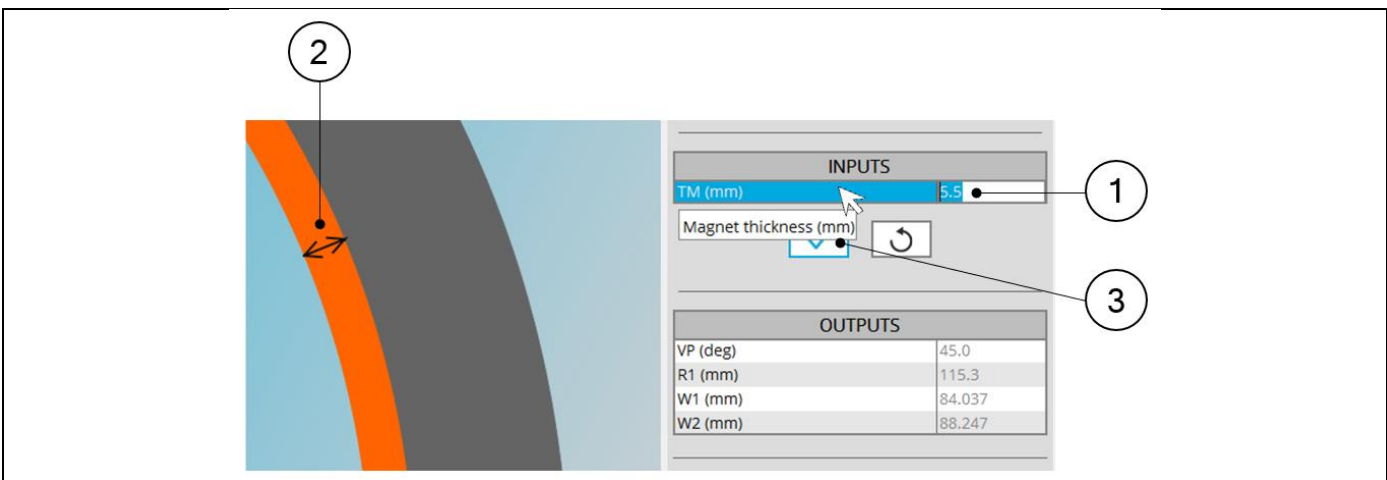 2
INPUTS
TM (mm) 5.5
1
Magnet thickness (mm)
3
OUTPUTS
VP (deg) 45.0
R1 (mm) 115.3
W1 (mm) 84.037
W2 (mm) 88.247